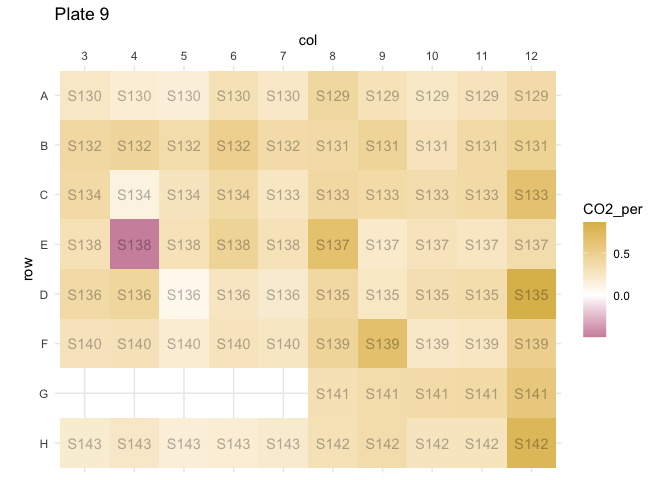 Plate 9
col
3 4 5 6 7 8 9 10 11 12
A S130 S130 S130 S130 S130 S129 S129 S129 S129 S129
B S132 S132 S132 S132 S132 S131 S131 S131 S131 S131
C S134 S134 S134 S134 S133 S133 S133 S133 S133 S133
E S138 S138 S138 S138 S138 S137 S137 S137 S137 S137
D S136 S136 S136 S136 S136 S135 S135 S135 S135 S135
F S140 S140 S140 S140 S140 S139 S139 S139 S139 S139
G S141 S141 S141 S141 S141
H S143 S143 S143 S143 S143 S142 S142 S142 S142 S142
row
CO2_per
0.5
0.0